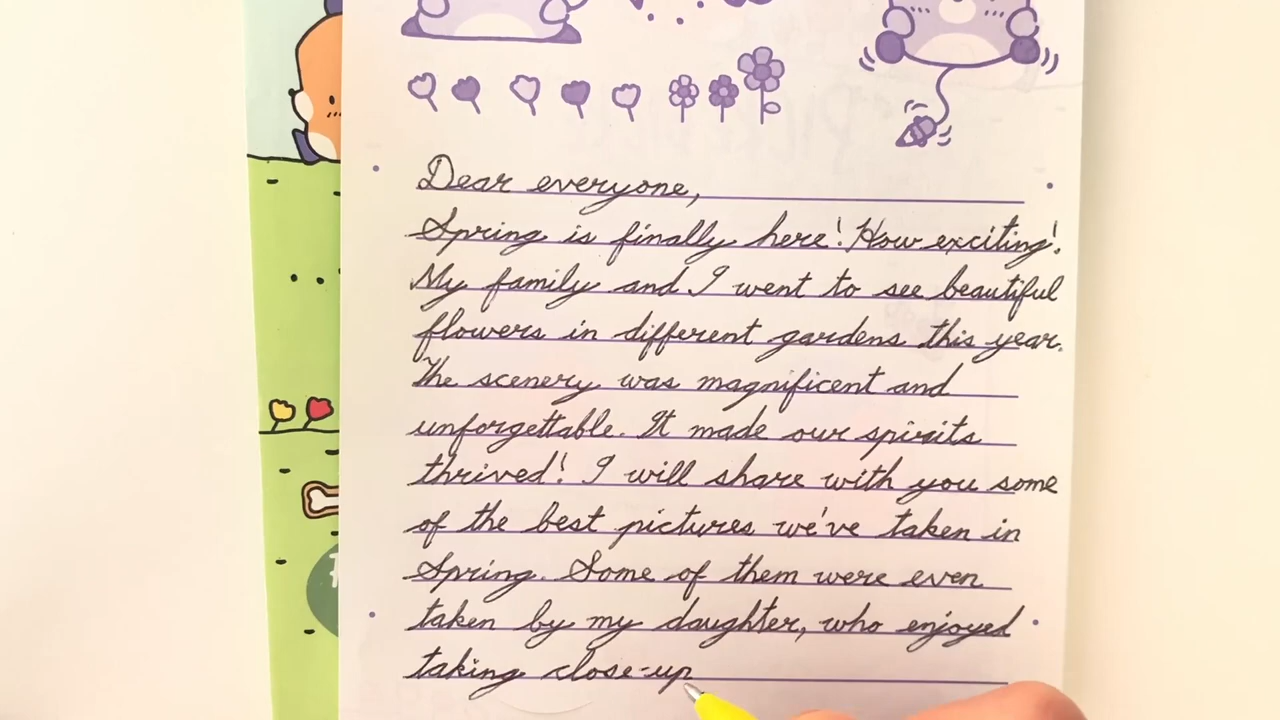 Dear everyone,
Spring is finally here! How exciting!
My family and I went to see beautiful
flowers in different gardens this year.
The scenery was magnificent and
unforgettable. It made our spirits
thrived! I will share with you some
of the best pictures we've taken in
Spring. Some of them were even
taken by my daughter, who enjoyed
taking close-up